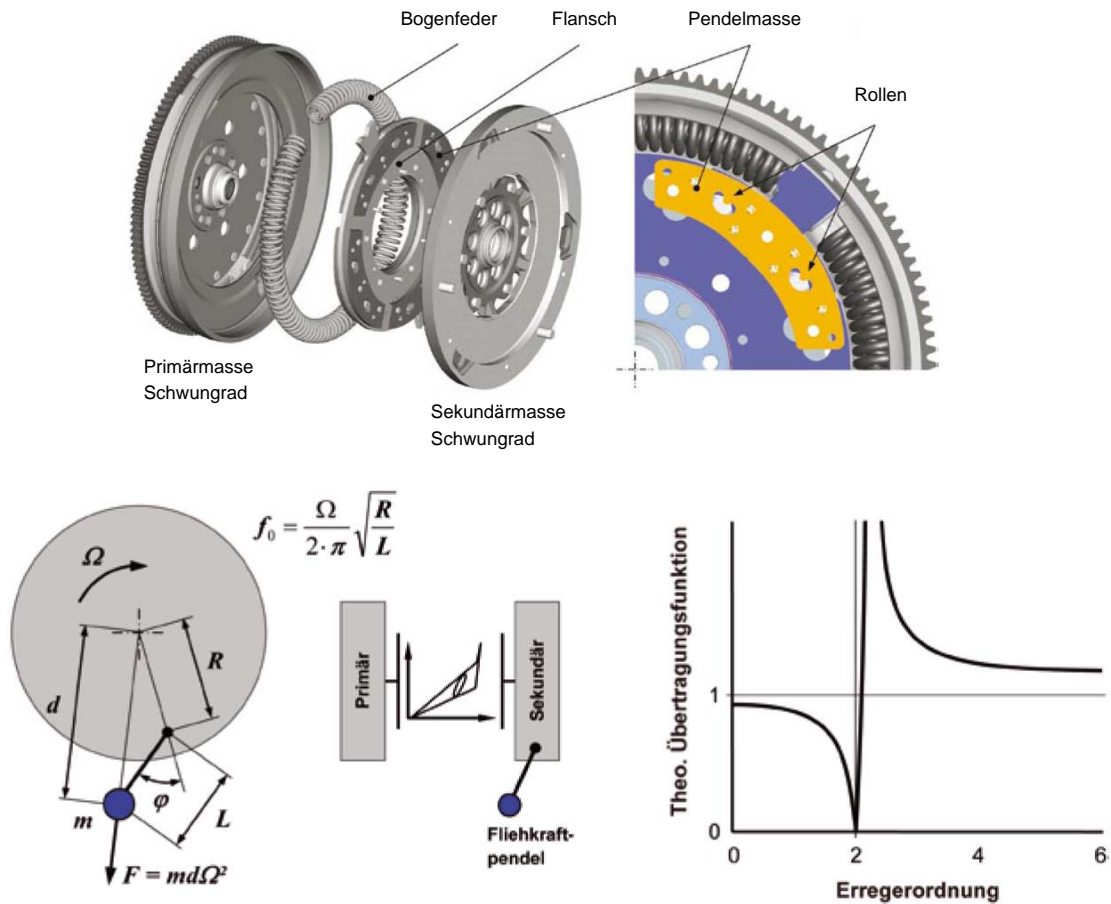 Bogenfeder
Flansch
Pendelmasse
Rollen
Primärmasse
Schwungrad
Sekundärmasse
Schwungrad
f₀ = Ω / (2·π) √(R/L)
Ω
R
d
φ
L
m
F = mdΩ²
Primär
Sekundär
Fliehkraft-
pendel
Theo. Übertragungsfunktion
1
0
0 2 4 6
Erregerordnung